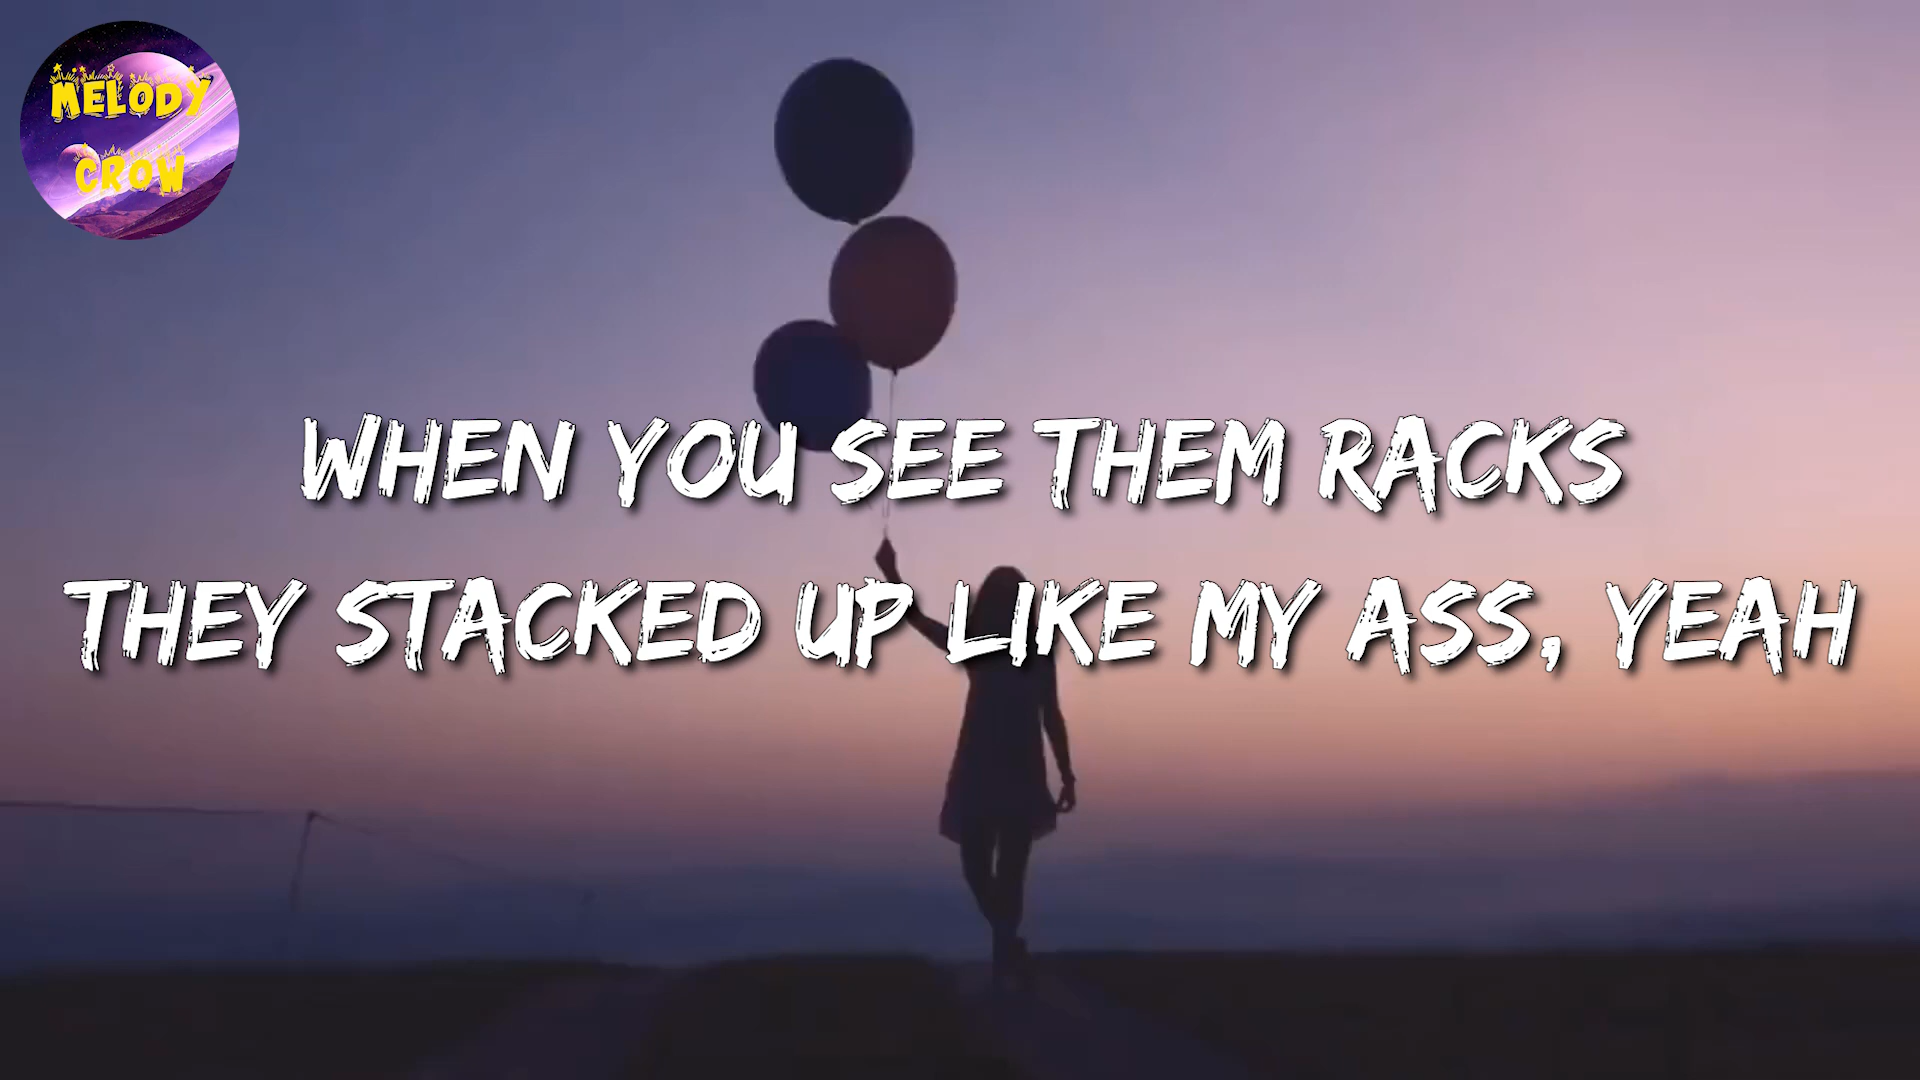 MELODY
CROW
WHEN YOU SEE THEM RACKS
THEY STACKED UP LIKE MY ASS, YEAH